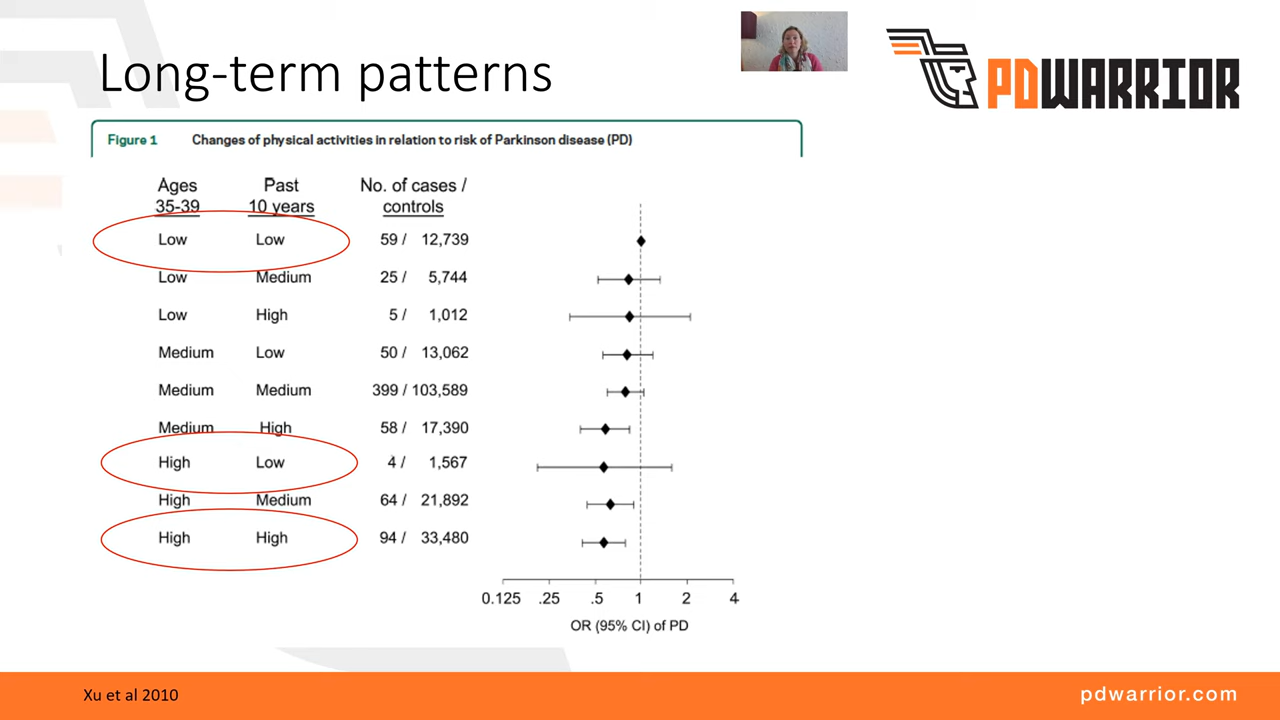 Long-term patterns
PDWARRIOR
Figure 1 Changes of physical activities in relation to risk of Parkinson disease (PD)
Ages Past No. of cases /
35-39 10 years controls
Low Low 59 / 12,739
Low Medium 25 / 5,744
Low High 5 / 1,012
Medium Low 50 / 13,062
Medium Medium 399 / 103,589
Medium High 58 / 17,390
High Low 4 / 1,567
High Medium 64 / 21,892
High High 94 / 33,480
0.125 .25 .5 1 2 4
OR (95% CI) of PD
Xu et al 2010
pdwarrior.com